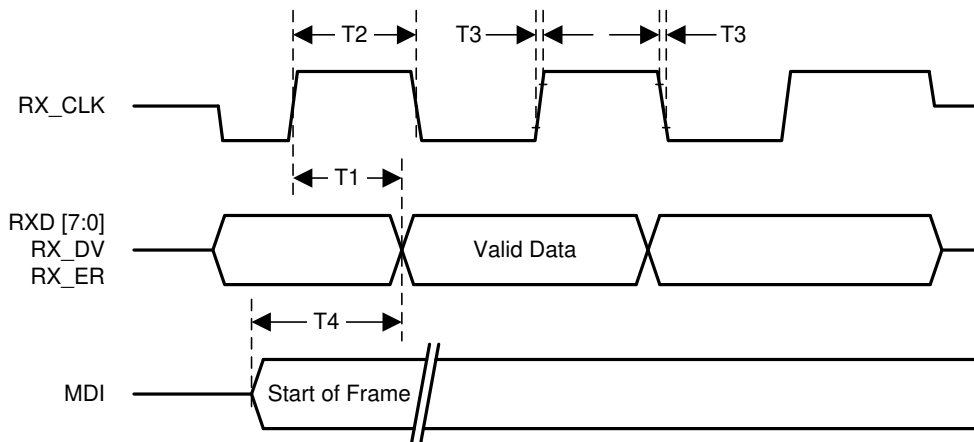 T2
T3
T3
RX_CLK
T1
RXD [7:0]
RX_DV
Valid Data
RX_ER
T4
MDI
Start of Frame